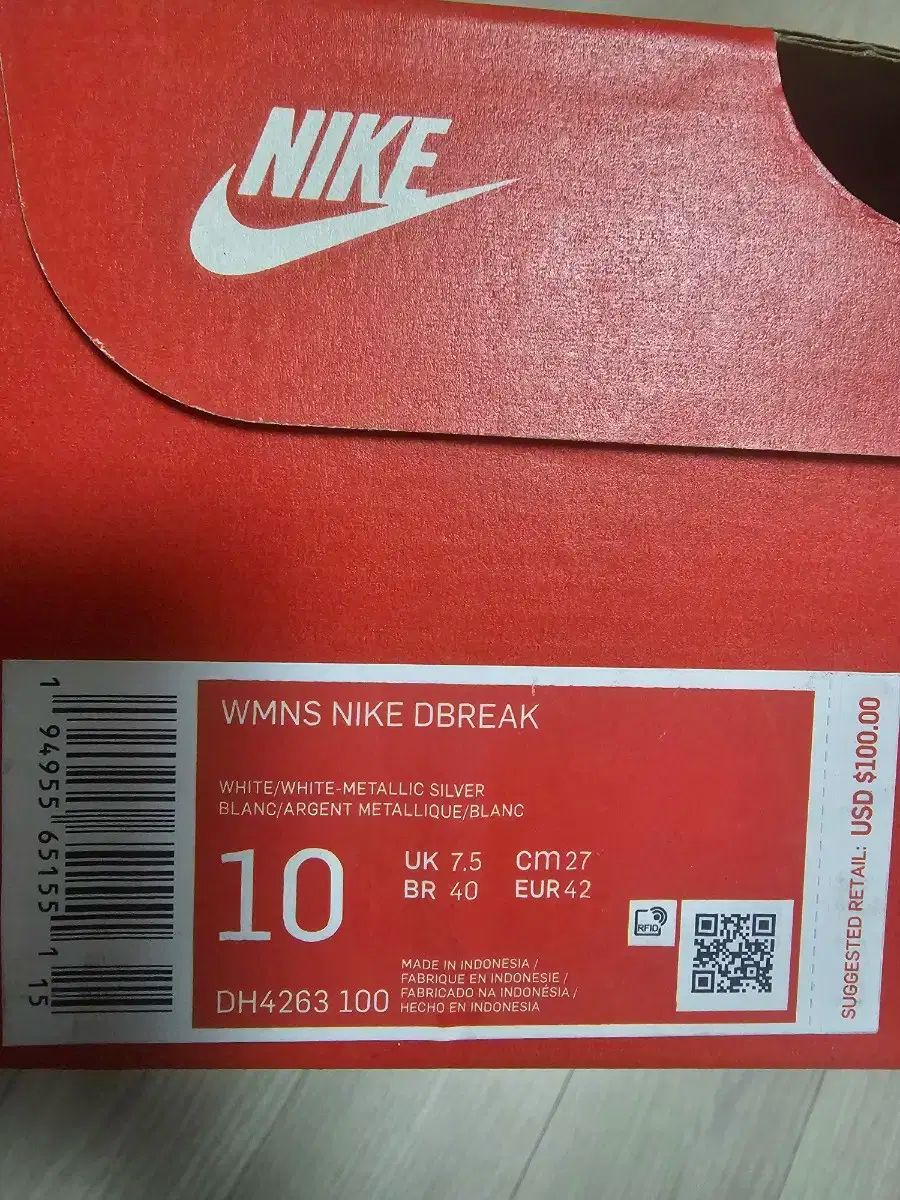 NIKE
WMNS NIKE DBREAK
WHITE/WHITE-METALLIC SILVER
BLANC/ARGENT METALLIQUE/BLANC
10
UK 7.5 cm 27
BR 40 EUR 42
RFID
MADE IN INDONESIA /
FABRIQUE EN INDONESIE /
FABRICADO NA INDONÉSIA /
HECHO EN INDONESIA
DH4263 100
1 94955 65155 1 15
SUGGESTED RETAIL: USD $100.00